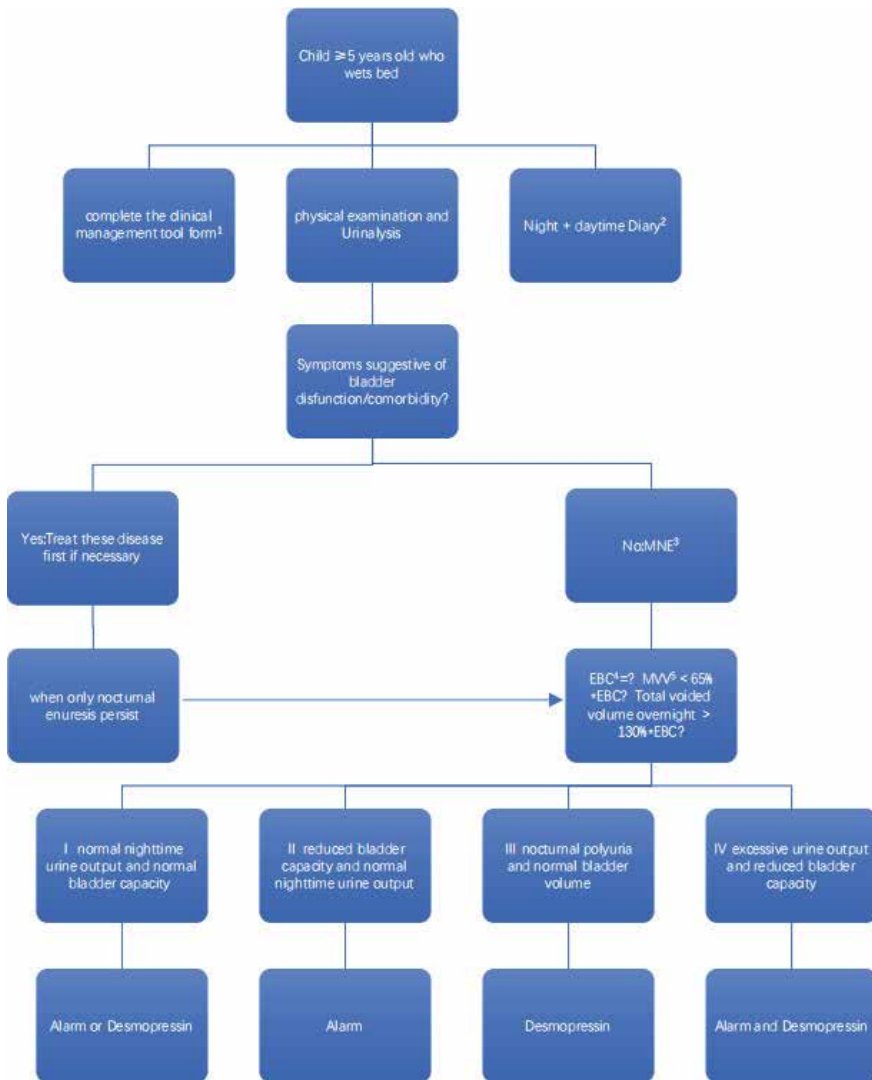 Child ≥5 years old who
wets bed
complete the clinical
management tool form¹
physical examination and
Urinalysis
Night + daytime Diary²
Symptoms suggestive of
bladder
disfunction/comorbidity?
Yes:Treat these disease
first if necessary
No:MNE³
when only nocturnal
enuresis persist
EBC⁴=? MVV⁵ < 65%
*EBC? Total voided
volume overnight >
130%*EBC?
I normal nighttime
urine output and normal
bladder capacity
II reduced bladder
capacity and normal
nighttime urine output
III nocturnal polyuria
and normal bladder
volume
IV excessive urine output
and reduced bladder
capacity
Alarm or Desmopressin
Alarm
Desmopressin
Alarm and Desmopressin